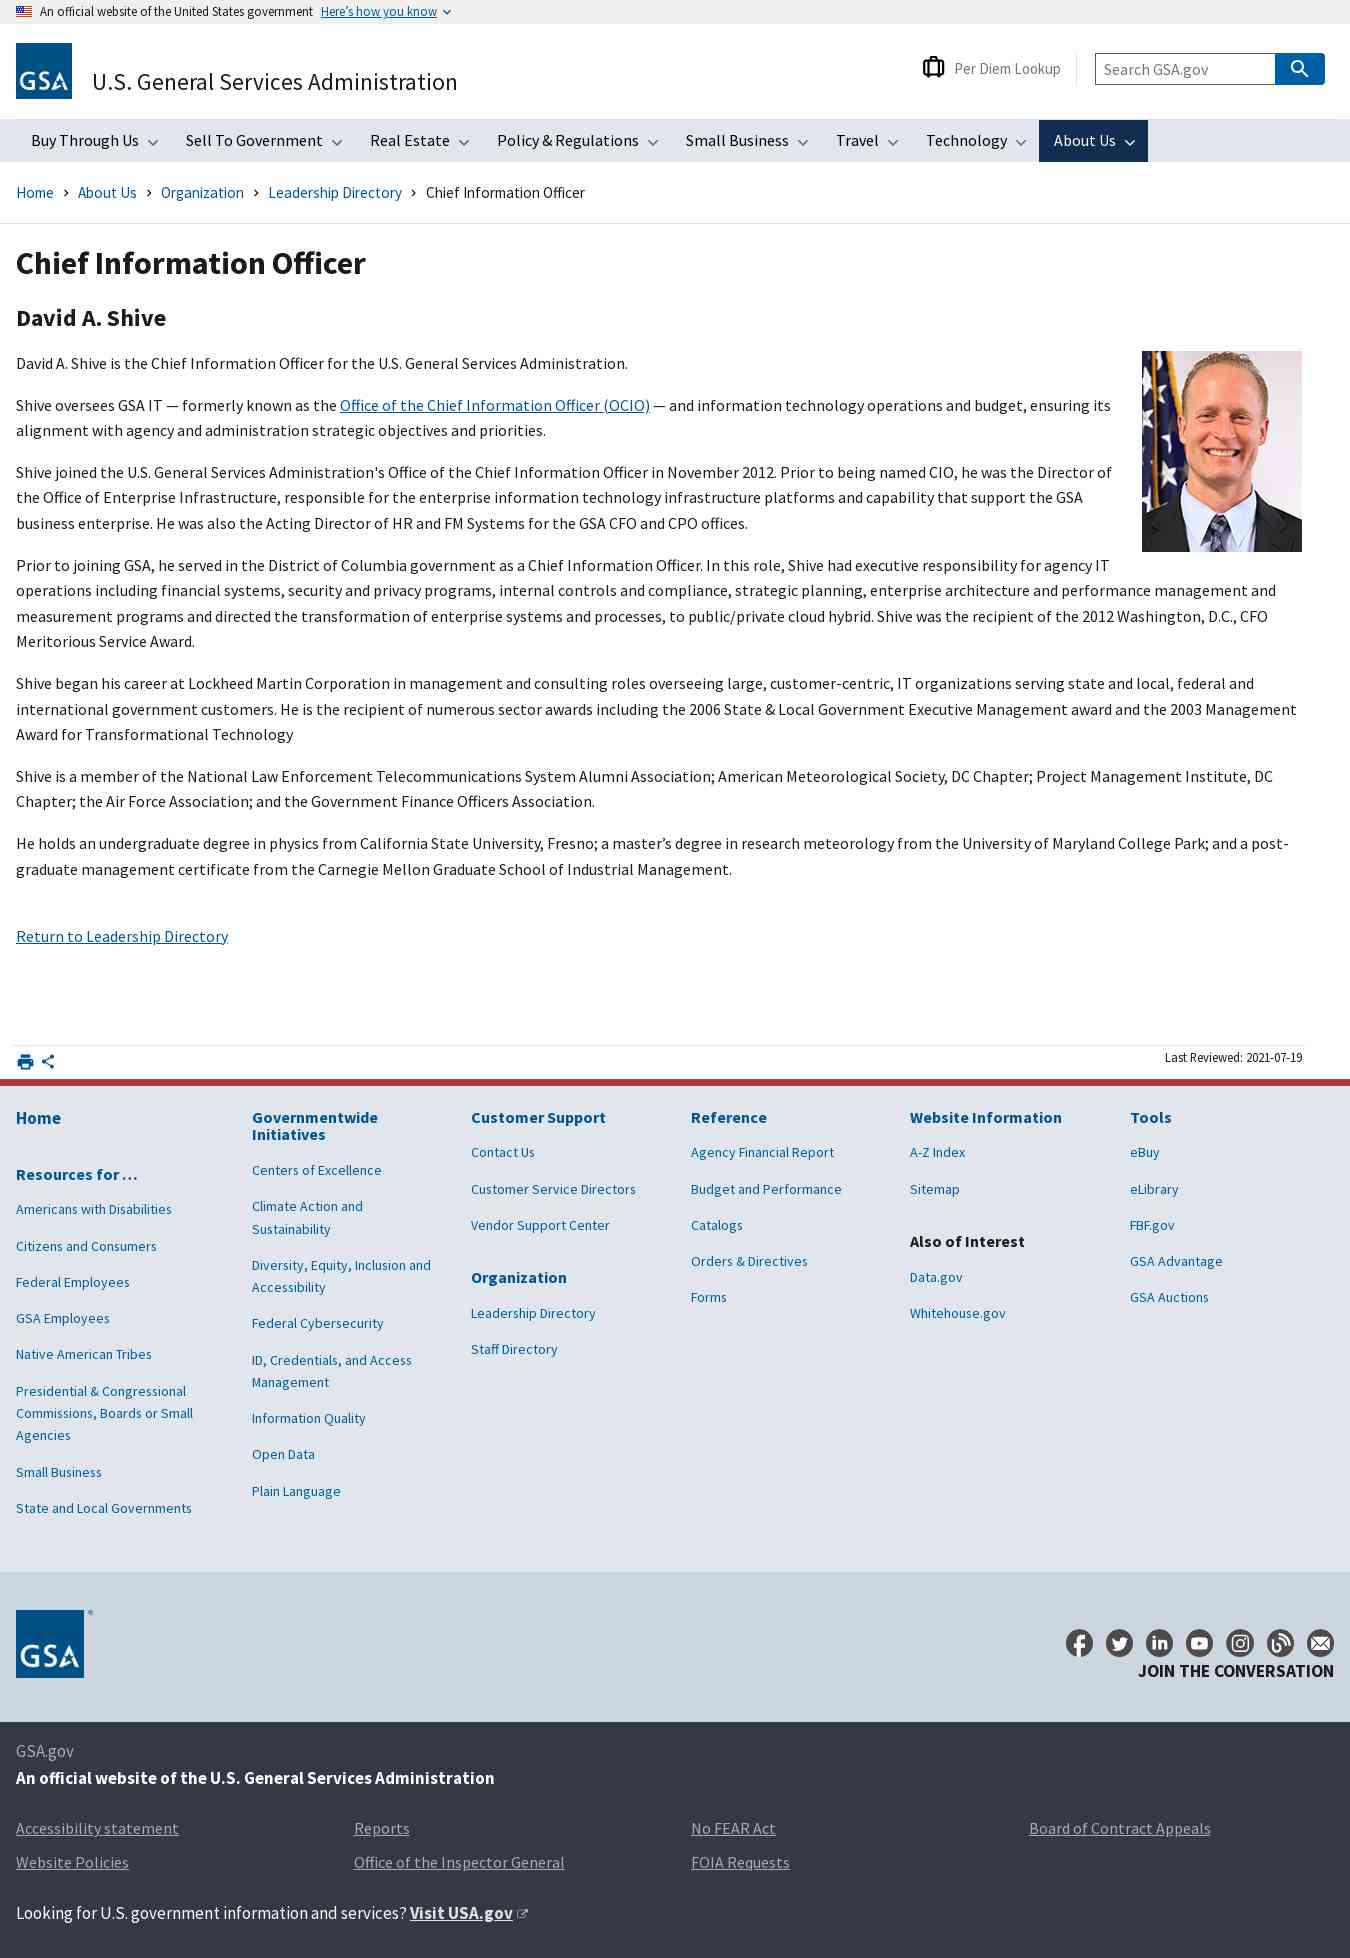 An official website of the United States government Here's how you know
GSA
U.S. General Services Administration
Per Diem Lookup
Search GSA.gov
Buy Through Us Sell To Government Real Estate Policy & Regulations Small Business Travel Technology About Us
Home › About Us › Organization › Leadership Directory › Chief Information Officer
Chief Information Officer
David A. Shive
David A. Shive is the Chief Information Officer for the U.S. General Services Administration.
Shive oversees GSA IT — formerly known as the Office of the Chief Information Officer (OCIO) — and information technology operations and budget, ensuring its
alignment with agency and administration strategic objectives and priorities.
Shive joined the U.S. General Services Administration's Office of the Chief Information Officer in November 2012. Prior to being named CIO, he was the Director of
the Office of Enterprise Infrastructure, responsible for the enterprise information technology infrastructure platforms and capability that support the GSA
business enterprise. He was also the Acting Director of HR and FM Systems for the GSA CFO and CPO offices.
Prior to joining GSA, he served in the District of Columbia government as a Chief Information Officer. In this role, Shive had executive responsibility for agency IT
operations including financial systems, security and privacy programs, internal controls and compliance, strategic planning, enterprise architecture and performance management and
measurement programs and directed the transformation of enterprise systems and processes, to public/private cloud hybrid. Shive was the recipient of the 2012 Washington, D.C., CFO
Meritorious Service Award.
Shive began his career at Lockheed Martin Corporation in management and consulting roles overseeing large, customer-centric, IT organizations serving state and local, federal and
international government customers. He is the recipient of numerous sector awards including the 2006 State & Local Government Executive Management award and the 2003 Management
Award for Transformational Technology
Shive is a member of the National Law Enforcement Telecommunications System Alumni Association; American Meteorological Society, DC Chapter; Project Management Institute, DC
Chapter; the Air Force Association; and the Government Finance Officers Association.
He holds an undergraduate degree in physics from California State University, Fresno; a master’s degree in research meteorology from the University of Maryland College Park; and a post-
graduate management certificate from the Carnegie Mellon Graduate School of Industrial Management.
Return to Leadership Directory
Last Reviewed: 2021-07-19
Home
Resources for …
Americans with Disabilities
Citizens and Consumers
Federal Employees
GSA Employees
Native American Tribes
Presidential & Congressional
Commissions, Boards or Small
Agencies
Small Business
State and Local Governments
Governmentwide
Initiatives
Centers of Excellence
Climate Action and
Sustainability
Diversity, Equity, Inclusion and
Accessibility
Federal Cybersecurity
ID, Credentials, and Access
Management
Information Quality
Open Data
Plain Language
Customer Support
Contact Us
Customer Service Directors
Vendor Support Center
Organization
Leadership Directory
Staff Directory
Reference
Agency Financial Report
Budget and Performance
Catalogs
Orders & Directives
Forms
Website Information
A-Z Index
Sitemap
Also of Interest
Data.gov
Whitehouse.gov
Tools
eBuy
eLibrary
FBF.gov
GSA Advantage
GSA Auctions
GSA ®
JOIN THE CONVERSATION
GSA.gov
An official website of the U.S. General Services Administration
Accessibility statement Reports No FEAR Act Board of Contract Appeals
Website Policies Office of the Inspector General FOIA Requests
Looking for U.S. government information and services? Visit USA.gov